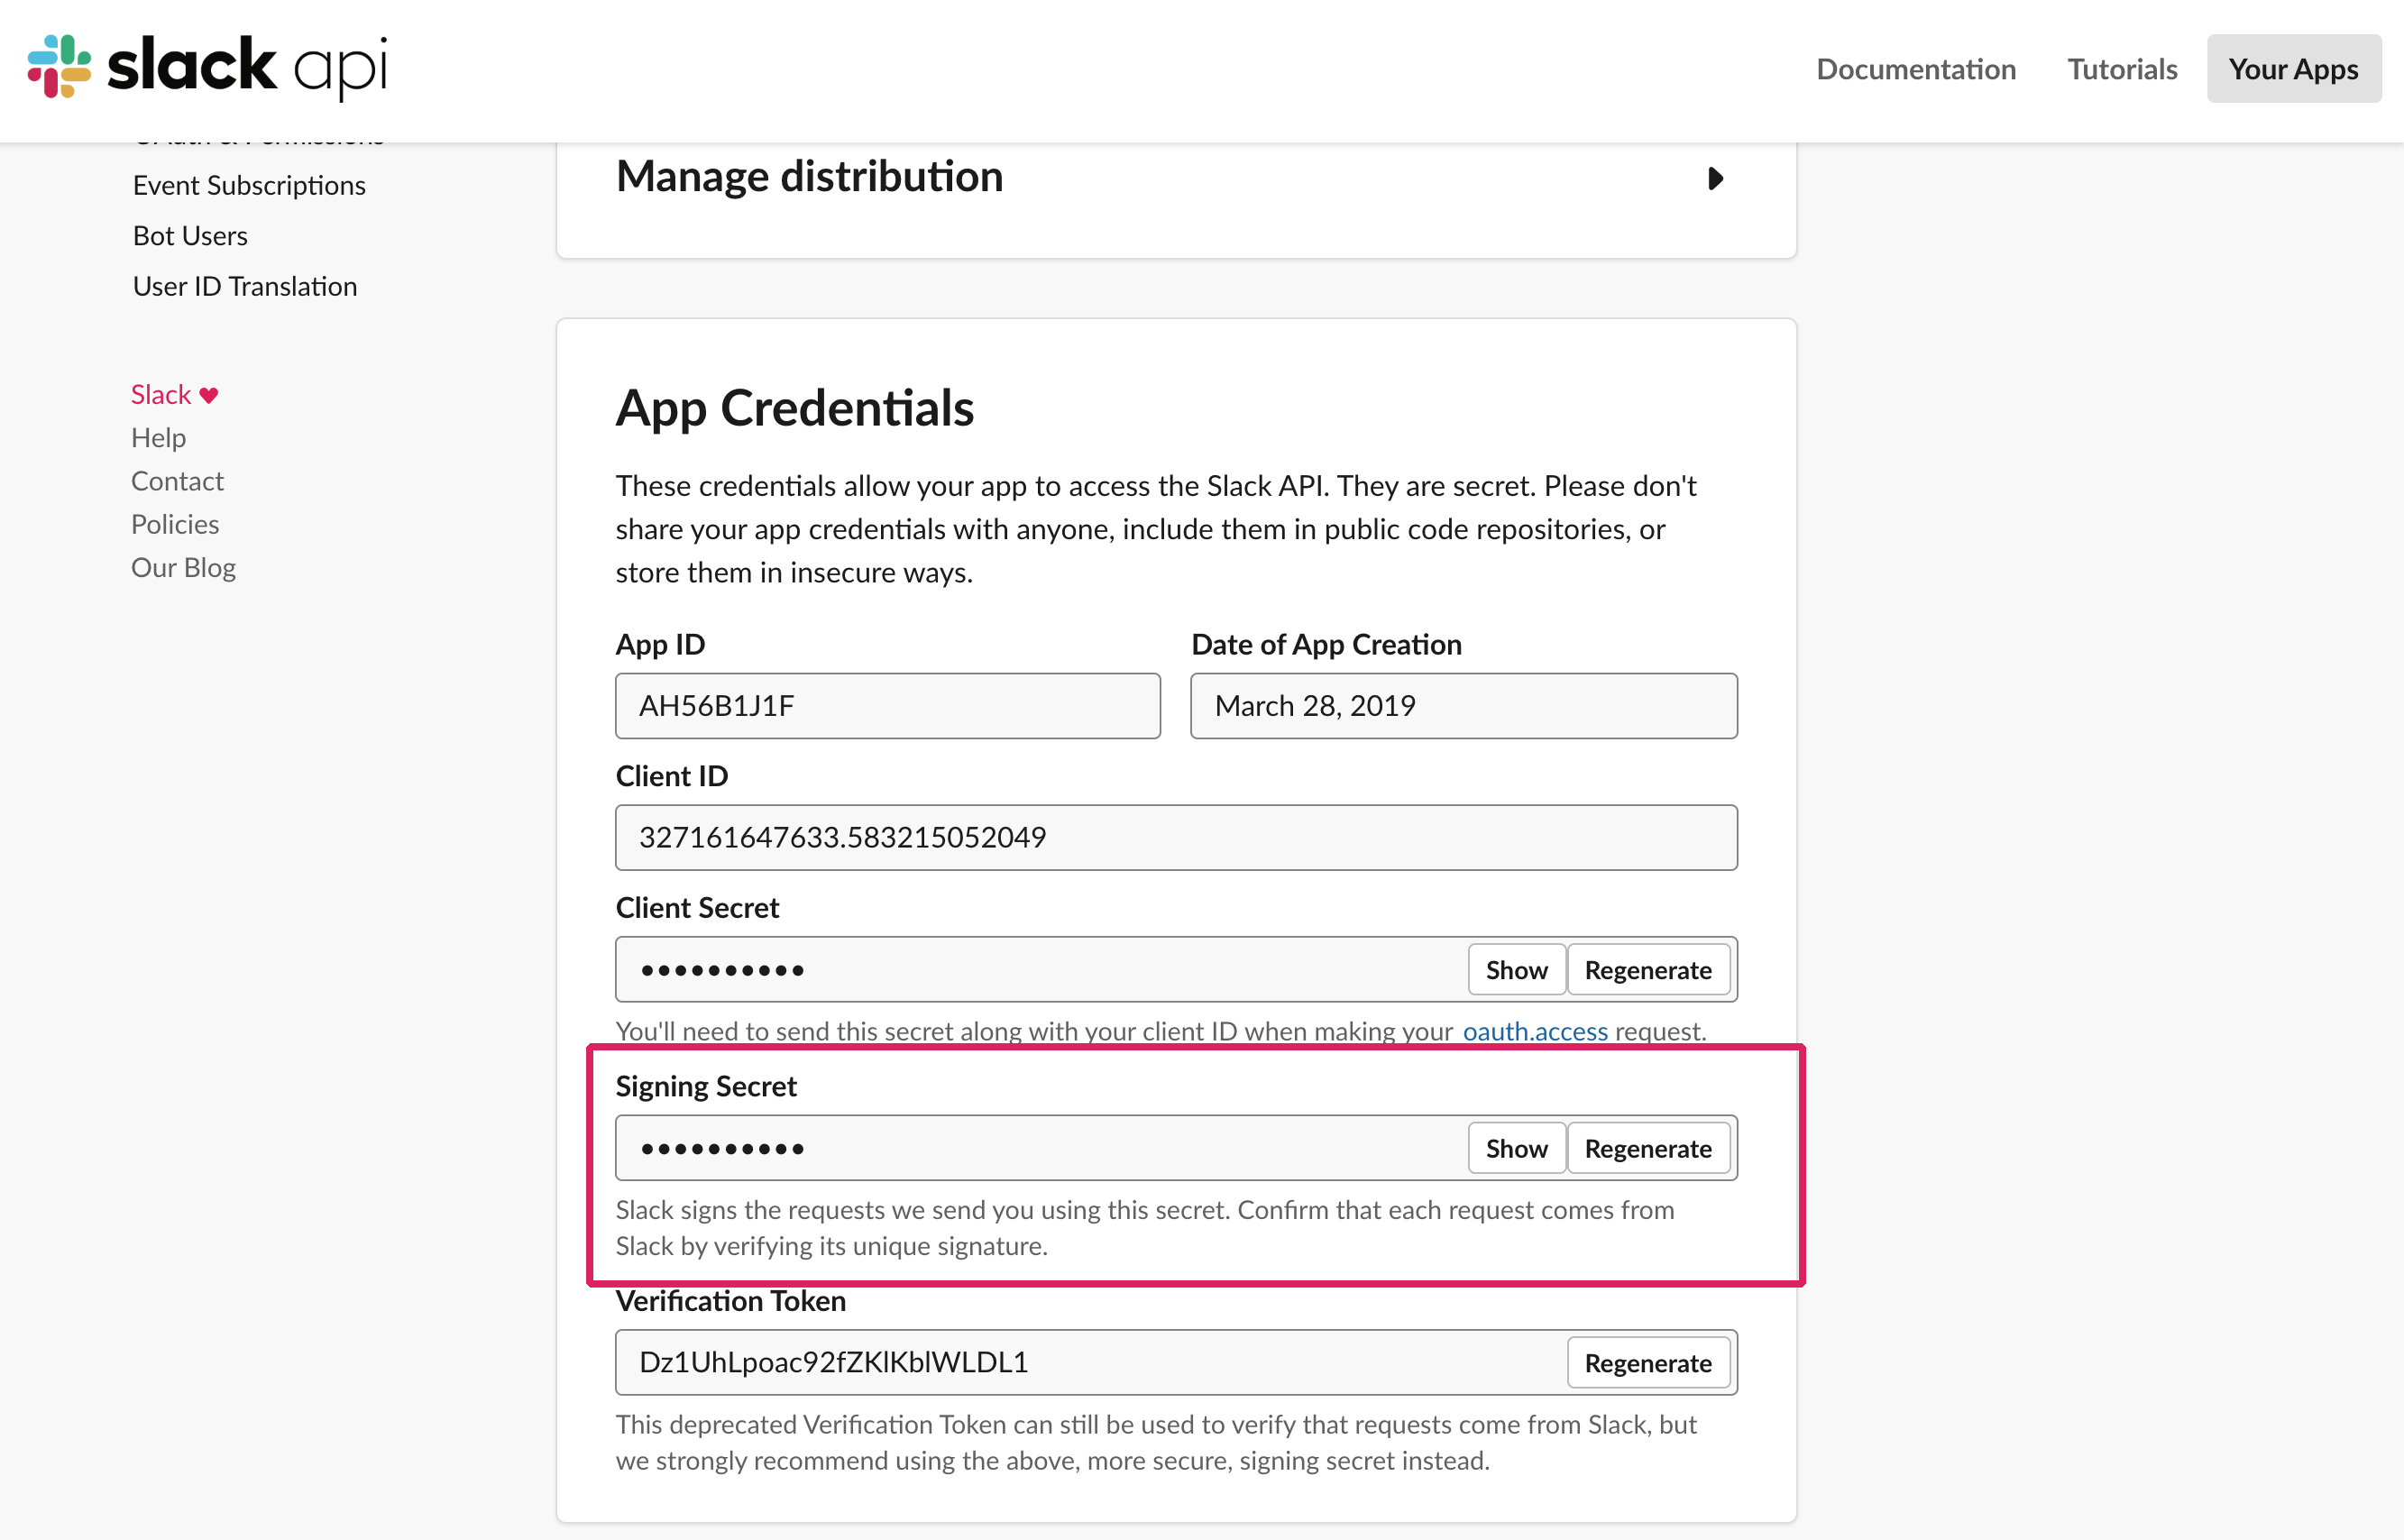 slack api
Documentation
Tutorials
Your Apps
OAuth & Permissions
Event Subscriptions
Bot Users
User ID Translation
Slack
Help
Contact
Policies
Our Blog
Manage distribution
App Credentials
These credentials allow your app to access the Slack API. They are secret. Please don't
share your app credentials with anyone, include them in public code repositories, or
store them in insecure ways.
App ID
Date of App Creation
AH56B1J1F
March 28, 2019
Client ID
327161647633.583215052049
Client Secret
••••••••••
Show
Regenerate
You'll need to send this secret along with your client ID when making your oauth.access request.
Signing Secret
••••••••••
Show
Regenerate
Slack signs the requests we send you using this secret. Confirm that each request comes from
Slack by verifying its unique signature.
Verification Token
Dz1UhLpoac92fZKlKblWLDL1
Regenerate
This deprecated Verification Token can still be used to verify that requests come from Slack, but
we strongly recommend using the above, more secure, signing secret instead.